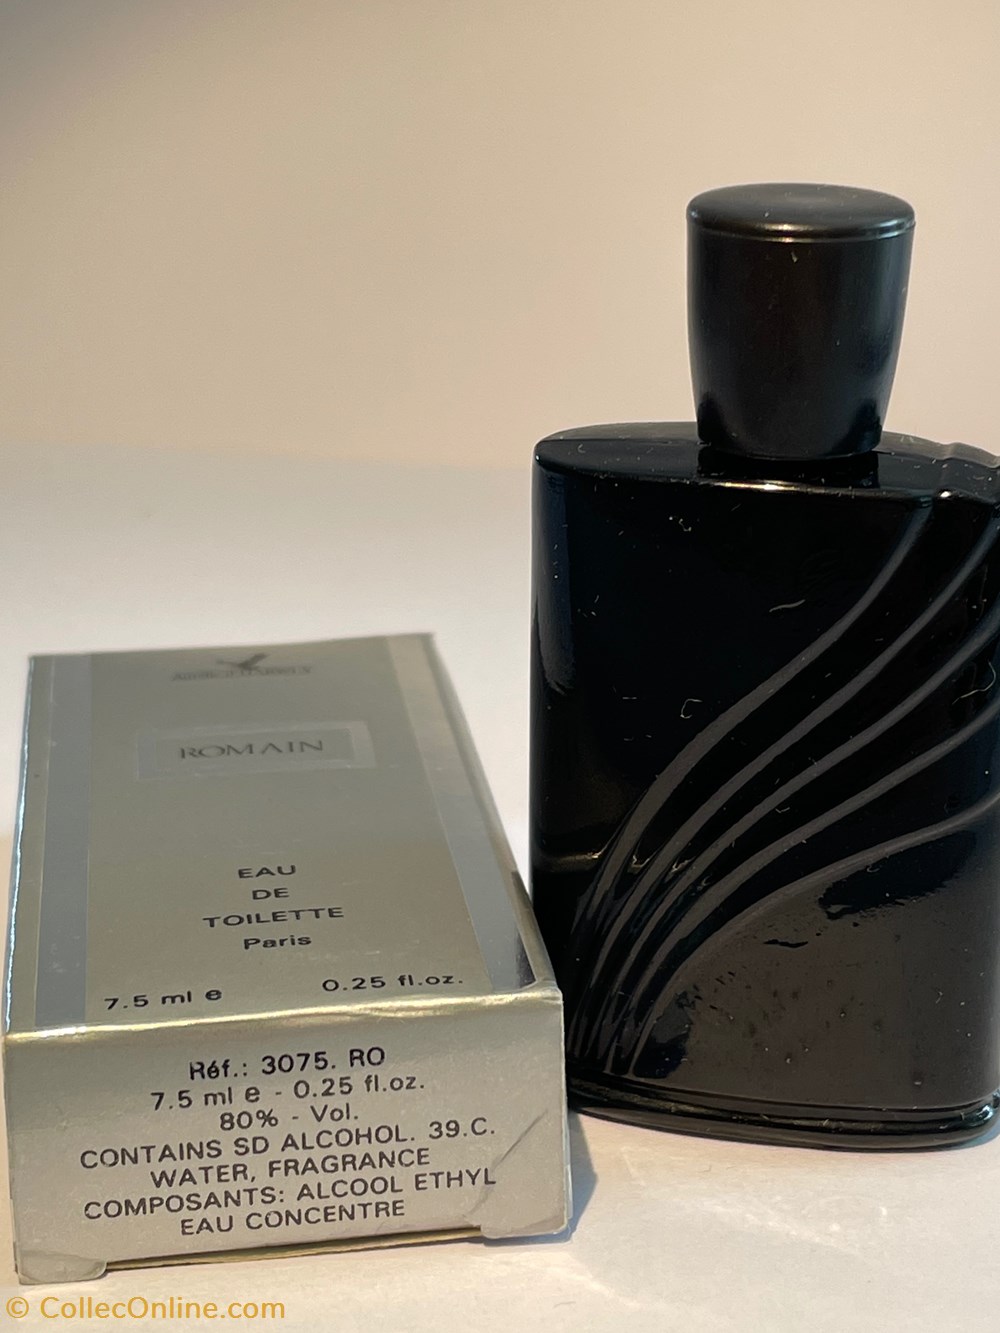 ROMAIN
EAU
DE
TOILETTE
Paris
7.5 ml e 0.25 fl.oz.
Réf.: 3075. RO
7.5 ml e - 0.25 fl.oz.
80% - Vol.
CONTAINS SD ALCOHOL. 39.C.
WATER, FRAGRANCE
COMPOSANTS: ALCOOL ETHYL
EAU CONCENTRE
© CollecOnline.com